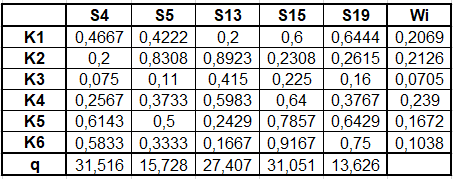 S4 S5 S13 S15 S19 Wi
K1 0,4667 0,4222 0,2 0,6 0,6444 0,2069
K2 0,2 0,8308 0,8923 0,2308 0,2615 0,2126
K3 0,075 0,11 0,415 0,225 0,16 0,0705
K4 0,2567 0,3733 0,5983 0,64 0,3767 0,239
K5 0,6143 0,5 0,2429 0,7857 0,6429 0,1672
K6 0,5833 0,3333 0,1667 0,9167 0,75 0,1038
q 31,516 15,728 27,407 31,051 13,626